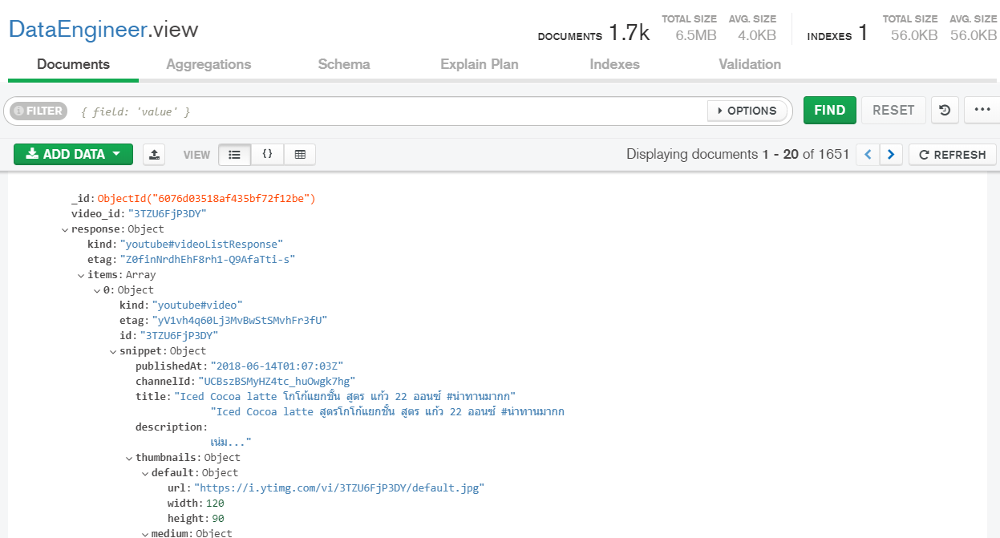 DataEngineer.view
DOCUMENTS 1.7k TOTAL SIZE 6.5MB AVG. SIZE 4.0KB INDEXES 1 TOTAL SIZE 56.0KB AVG. SIZE 56.0KB
Documents Aggregations Schema Explain Plan Indexes Validation
FILTER { field: 'value' } OPTIONS FIND RESET
ADD DATA VIEW {} Displaying documents 1 - 20 of 1651 REFRESH
_id: ObjectId("6076d03518af435bf72f12be")
video_id: "3TZU6FjP3DY"
response: Object
kind: "youtube#videoListResponse"
etag: "Z0finNrdhEhF8rh1-Q9AfaTti-s"
items: Array
0: Object
kind: "youtube#video"
etag: "yV1vh4q60Lj3MvBwStSMvhFr3fU"
id: "3TZU6FjP3DY"
snippet: Object
publishedAt: "2018-06-14T01:07:03Z"
channelId: "UCBszBSMyHZ4tc_huOwgk7hg"
title: "Iced Cocoa latte โกโก้แยกชั้น สูตร แก้ว 22 ออนซ์ #น่าทานมากก"
"Iced Cocoa latte สูตรโกโก้แยกชั้น สูตร แก้ว 22 ออนซ์ #น่าทานมากก
description:
เน่ม..."
thumbnails: Object
default: Object
url: "https://i.ytimg.com/vi/3TZU6FjP3DY/default.jpg"
width: 120
height: 90
medium: Object